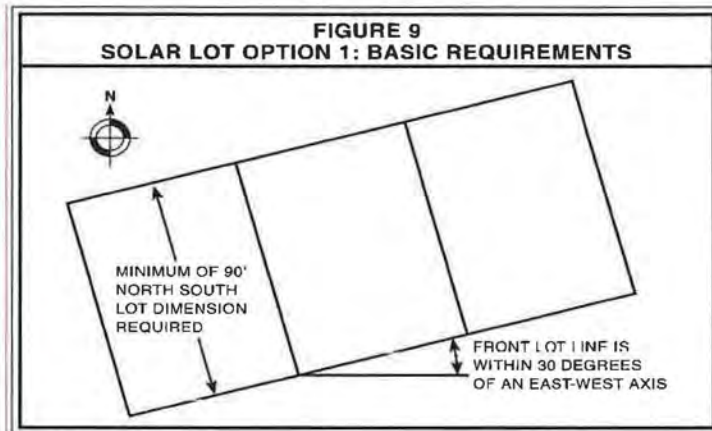 FIGURE 9
SOLAR LOT OPTION 1: BASIC REQUIREMENTS
N
MINIMUM OF 90'
NORTH SOUTH
LOT DIMENSION
REQUIRED
FRONT LOT LINE IS
WITHIN 30 DEGREES
OF AN EAST-WEST AXIS